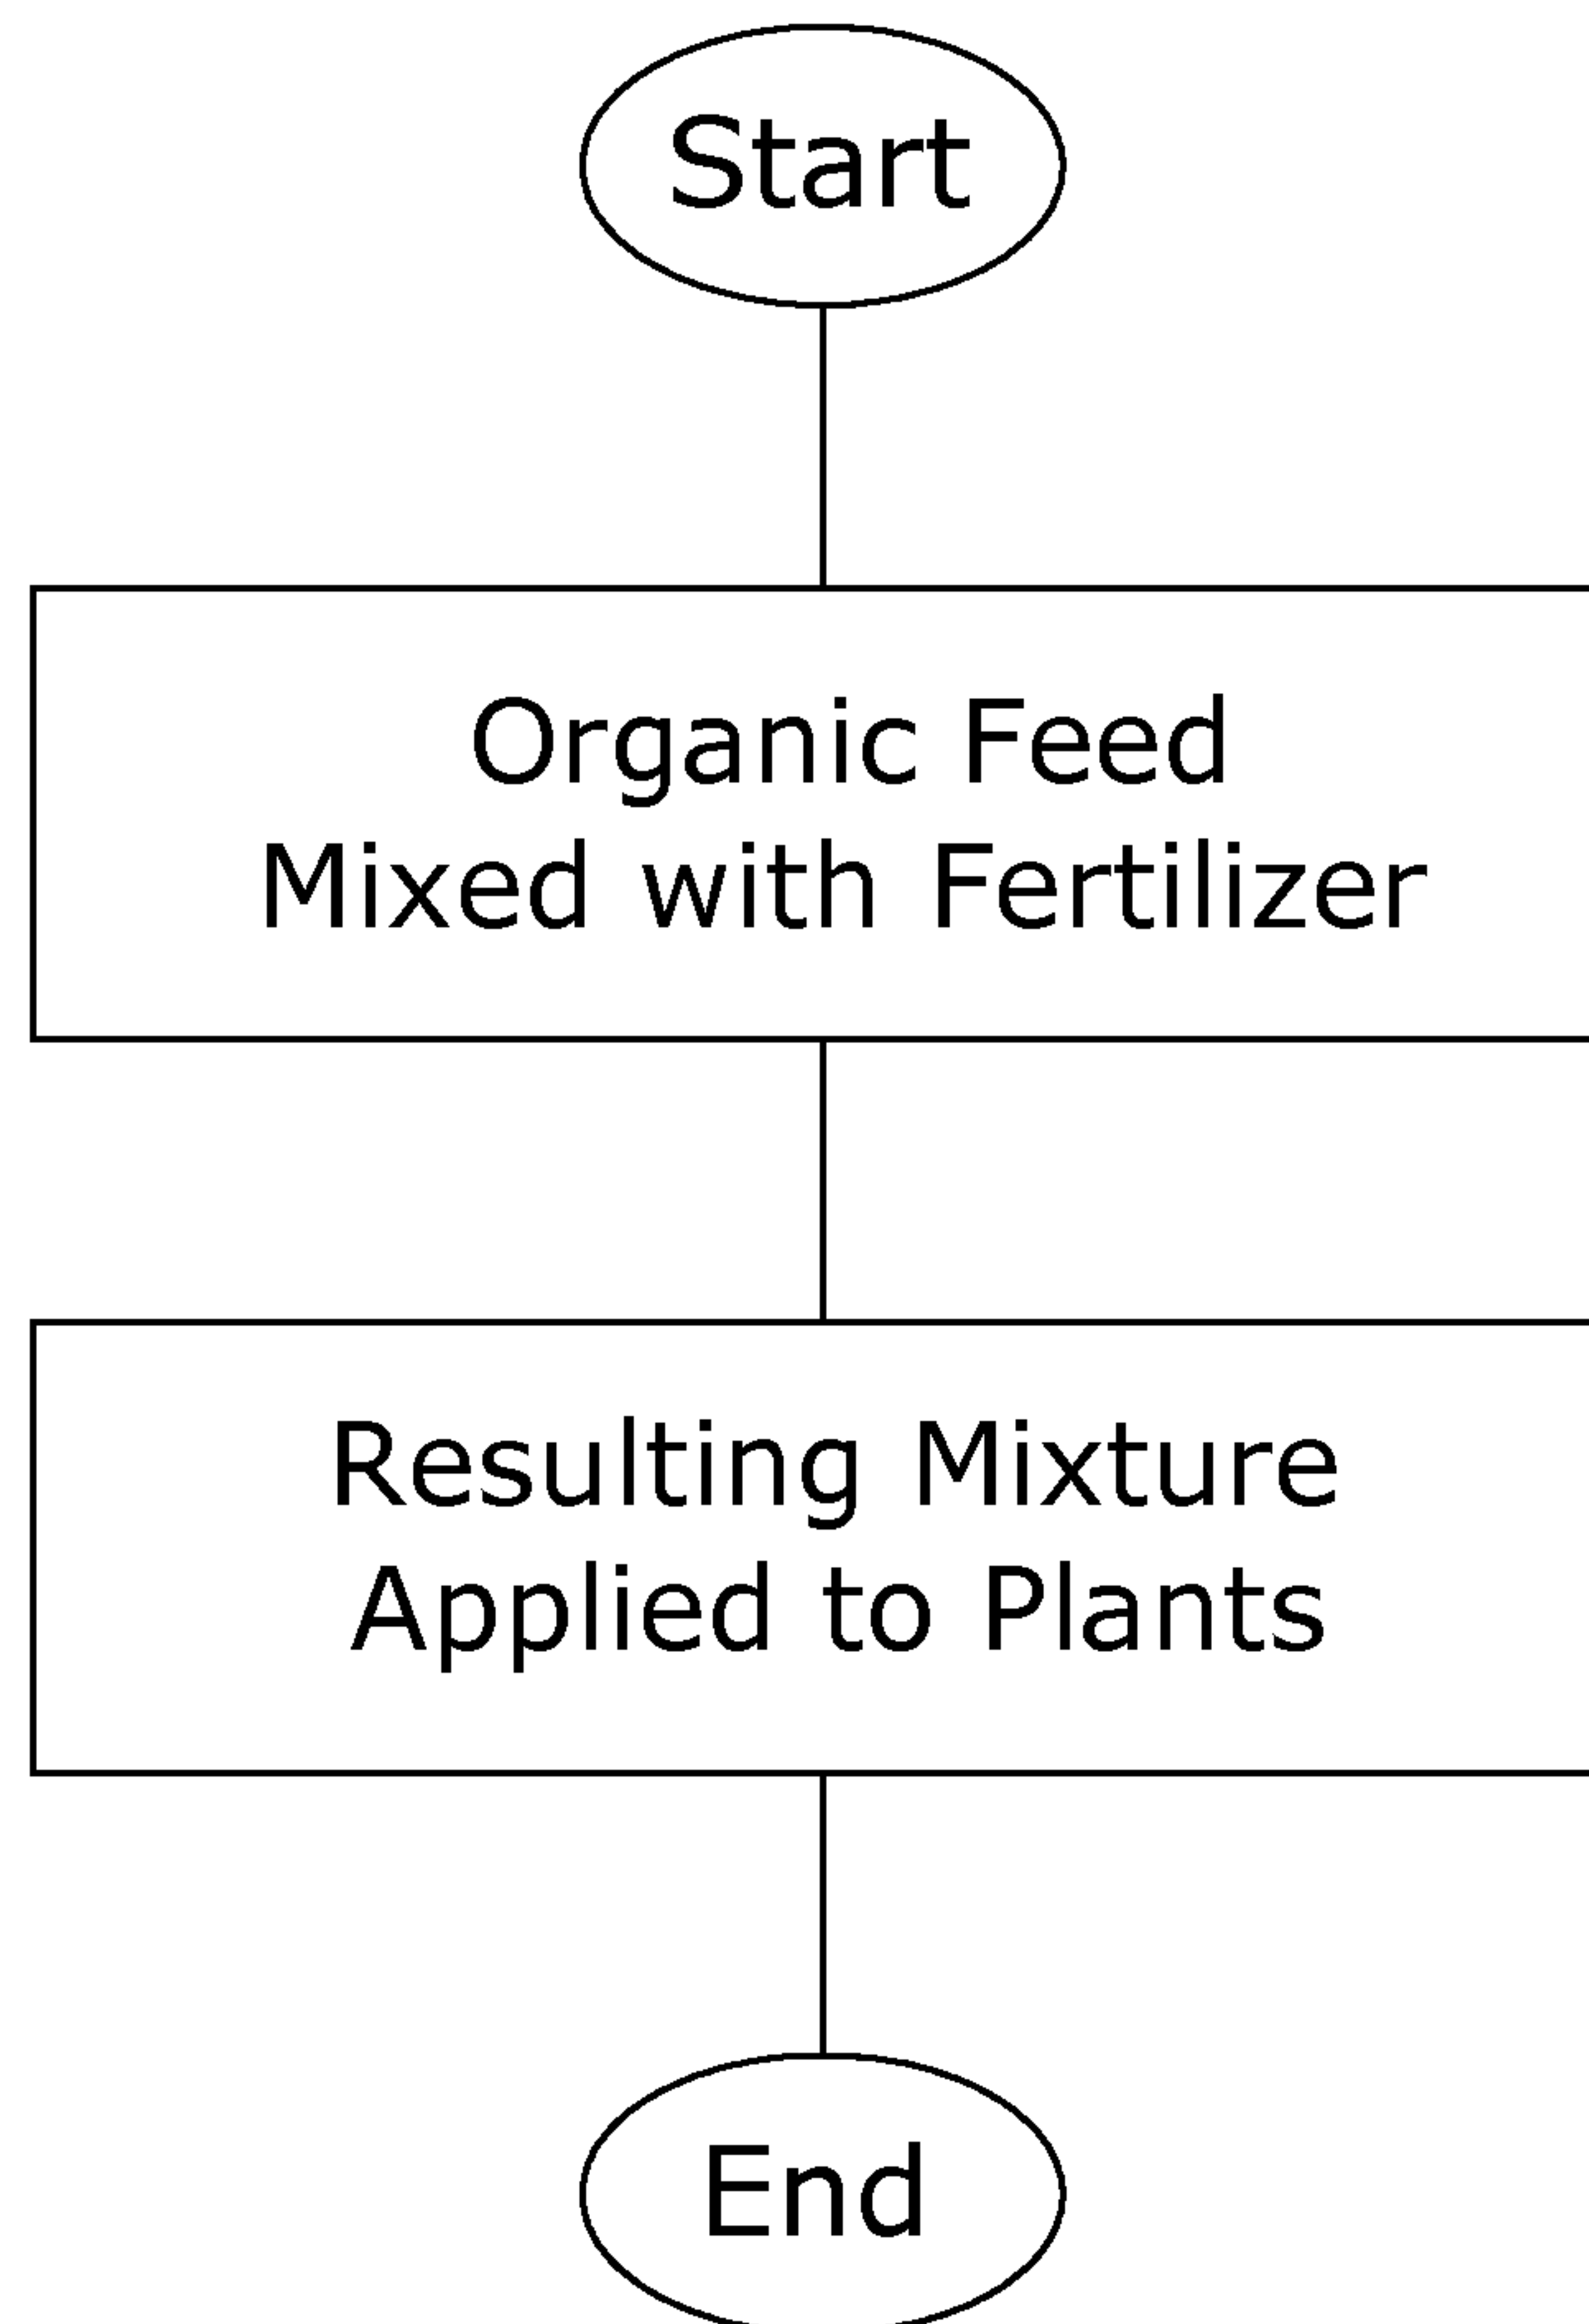 Start
Organic Feed
Mixed with Fertilizer
Resulting Mixture
Applied to Plants
End